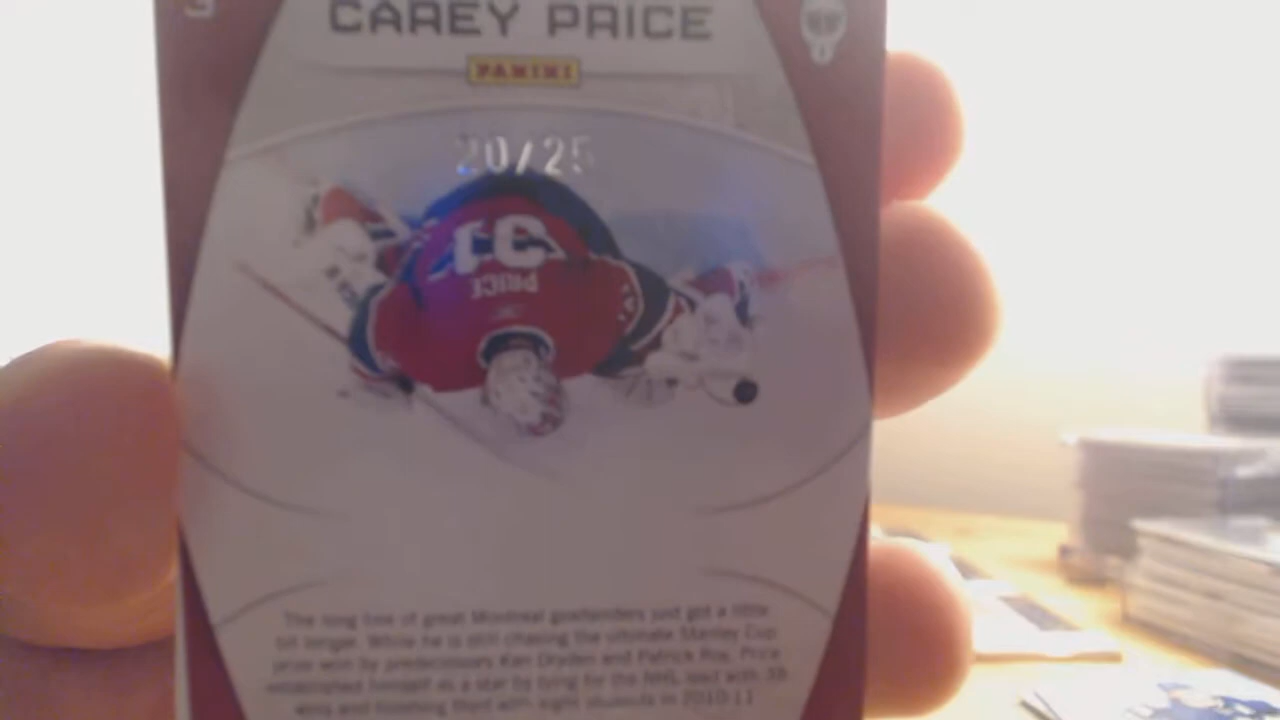 CAREY PRICE
PANINI
20/25
31
PRICE
The long line of great Montreal goaltenders just got a little
bit longer. While he is still chasing the ultimate Stanley Cup
prize won by predecessors Ken Dryden and Patrick Roy, Price
established himself as a star by tying for the NHL lead with 38
wins and finishing third with eight shutouts in 2010-11